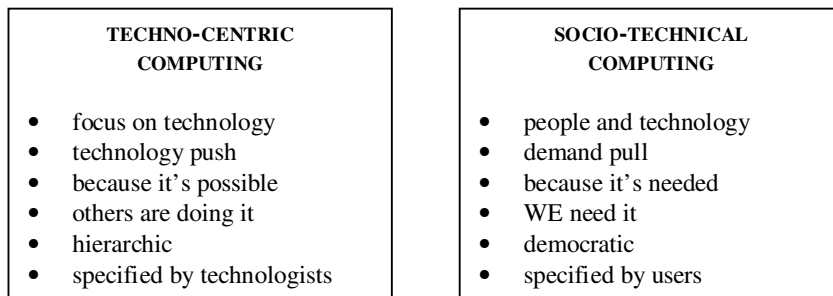 TECHNO-CENTRIC
COMPUTING
• focus on technology
• technology push
• because it's possible
• others are doing it
• hierarchic
• specified by technologists
SOCIO-TECHNICAL
COMPUTING
• people and technology
• demand pull
• because it's needed
• WE need it
• democratic
• specified by users